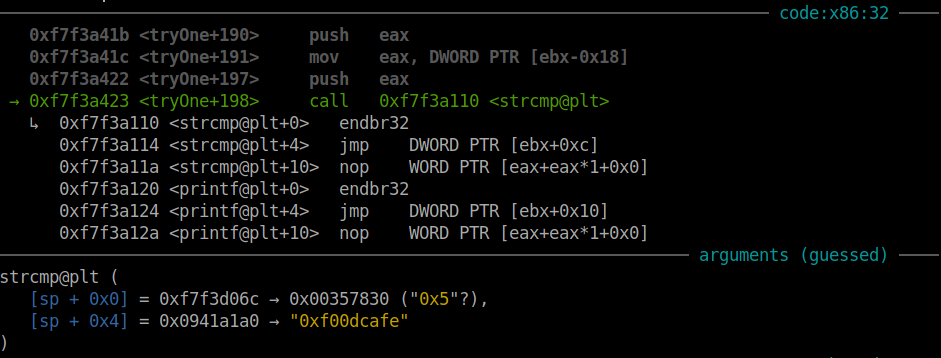 code:x86:32
0xf7f3a41b <tryOne+190> push eax
0xf7f3a41c <tryOne+191> mov eax, DWORD PTR [ebx-0x18]
0xf7f3a422 <tryOne+197> push eax
→ 0xf7f3a423 <tryOne+198> call 0xf7f3a110 <strcmp@plt>
↳ 0xf7f3a110 <strcmp@plt+0> endbr32
0xf7f3a114 <strcmp@plt+4> jmp DWORD PTR [ebx+0xc]
0xf7f3a11a <strcmp@plt+10> nop WORD PTR [eax+eax*1+0x0]
0xf7f3a120 <printf@plt+0> endbr32
0xf7f3a124 <printf@plt+4> jmp DWORD PTR [ebx+0x10]
0xf7f3a12a <printf@plt+10> nop WORD PTR [eax+eax*1+0x0]
arguments (guessed)
strcmp@plt (
[sp + 0x0] = 0xf7f3d06c → 0x00357830 ("0x5"?),
[sp + 0x4] = 0x0941a1a0 → "0xf00dcafe"
)